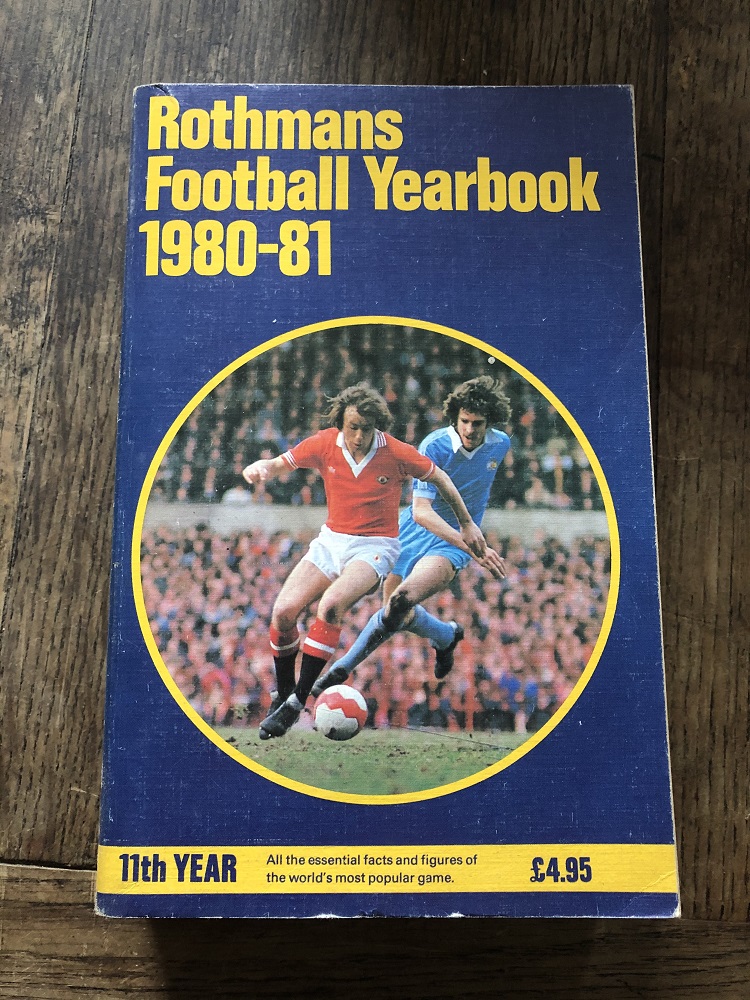 Rothmans
Football Yearbook
1980-81
11th YEAR
All the essential facts and figures of
the world's most popular game.
£4.95